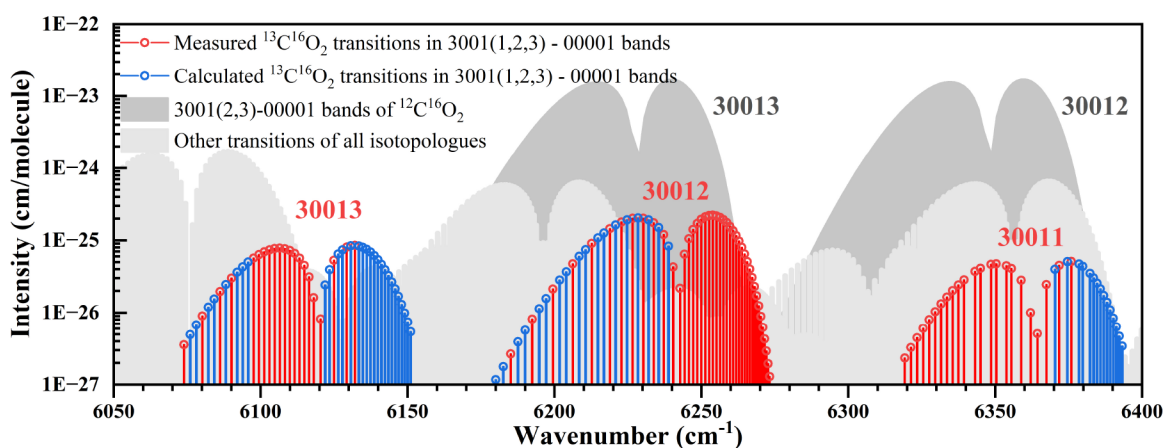 1E−22
1E−23
1E−24
1E−25
1E−26
1E−27
Intensity (cm/molecule)
Measured ¹³C¹⁶O₂ transitions in 3001(1,2,3) - 00001 bands
Calculated ¹³C¹⁶O₂ transitions in 3001(1,2,3) - 00001 bands
3001(2,3)-00001 bands of ¹²C¹⁶O₂
Other transitions of all isotopologues
30013
30012
30013
30012
30011
6050 6100 6150 6200 6250 6300 6350 6400
Wavenumber (cm⁻¹)